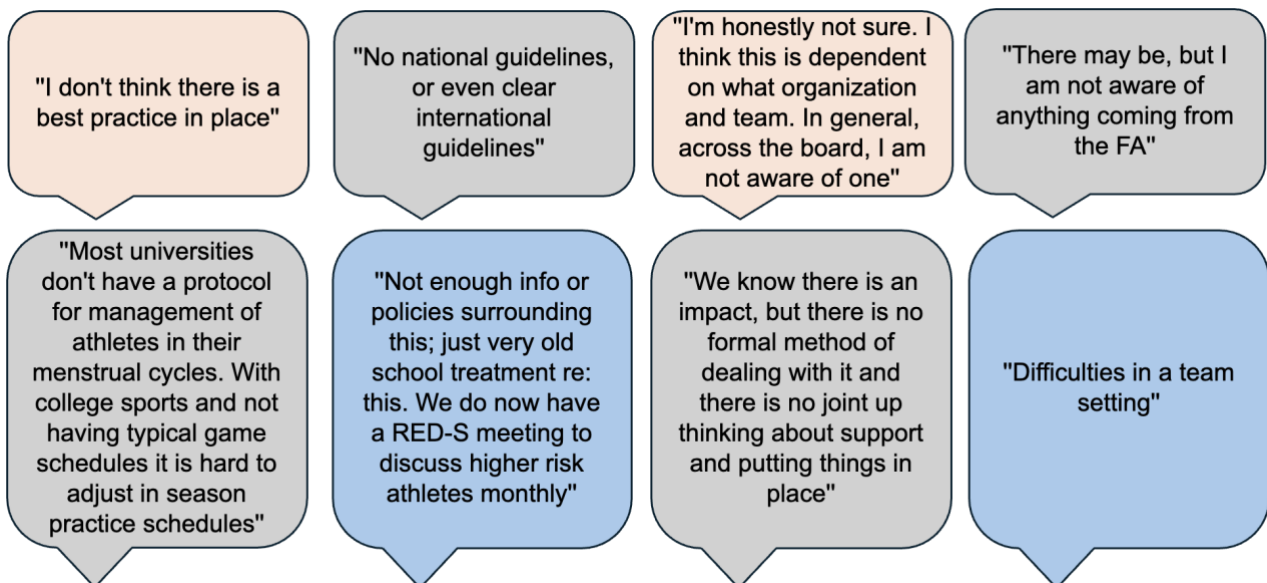 "I don't think there is a
best practice in place"
"No national guidelines,
or even clear
international
guidelines"
"I'm honestly not sure. I
think this is dependent
on what organization
and team. In general,
across the board, I am
not aware of one"
"There may be, but I
am not aware of
anything coming from
the FA"
"Most universities
don't have a protocol
for management of
athletes in their
menstrual cycles. With
college sports and not
having typical game
schedules it is hard to
adjust in season
practice schedules"
"Not enough info or
policies surrounding
this; just very old
school treatment re:
this. We do now have
a RED-S meeting to
discuss higher risk
athletes monthly"
"We know there is an
impact, but there is no
formal method of
dealing with it and
there is no joint up
thinking about support
and putting things in
place"
"Difficulties in a team
setting"